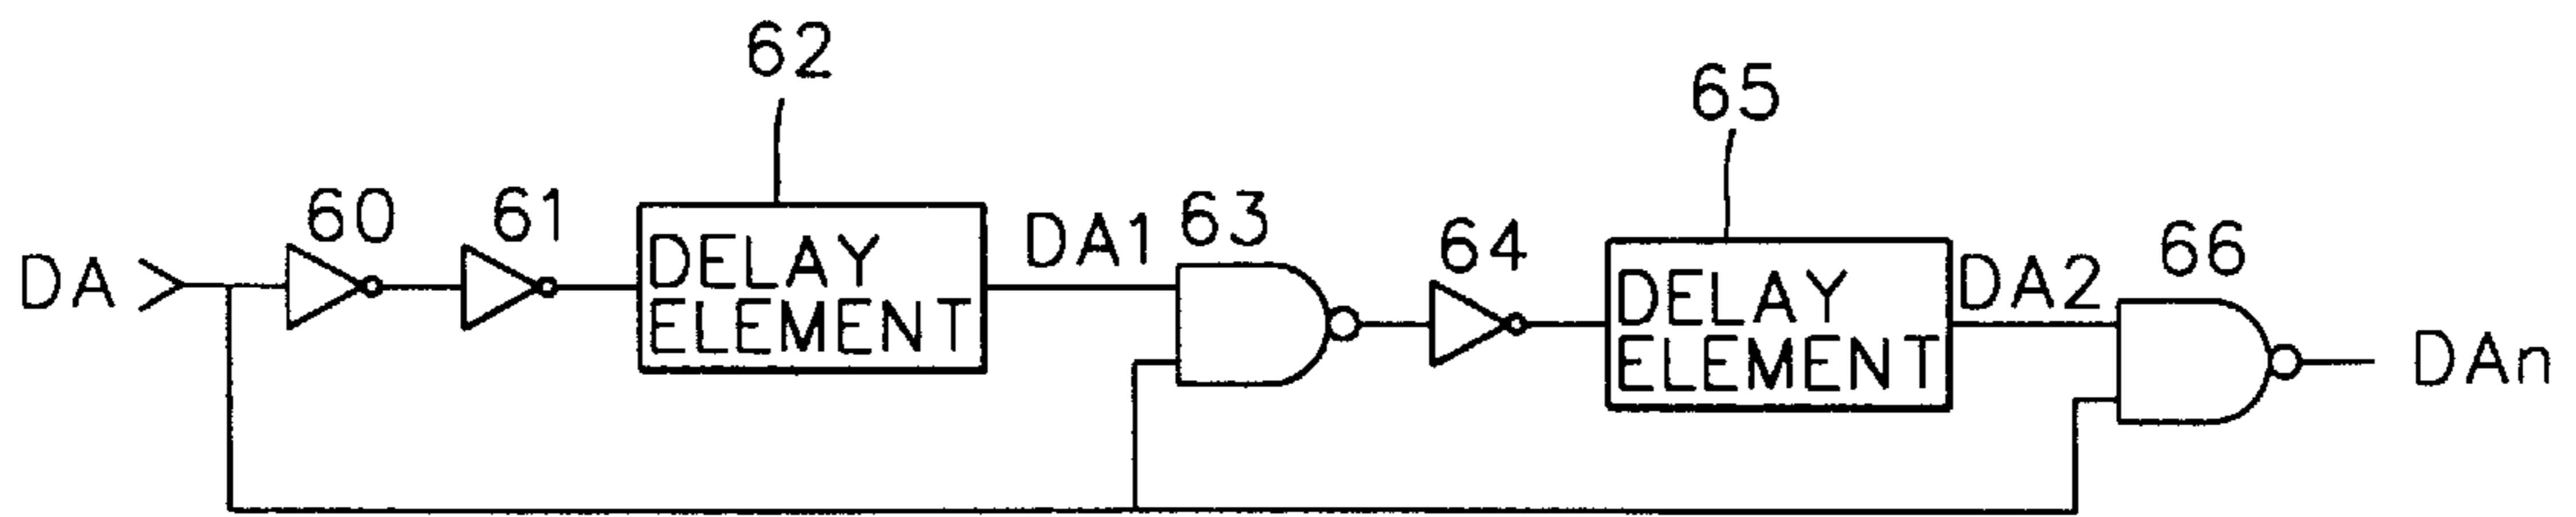 62
65
60
61
DA
DELAY
ELEMENT
DA1
63
64
DELAY
ELEMENT
DA2
66
DAn